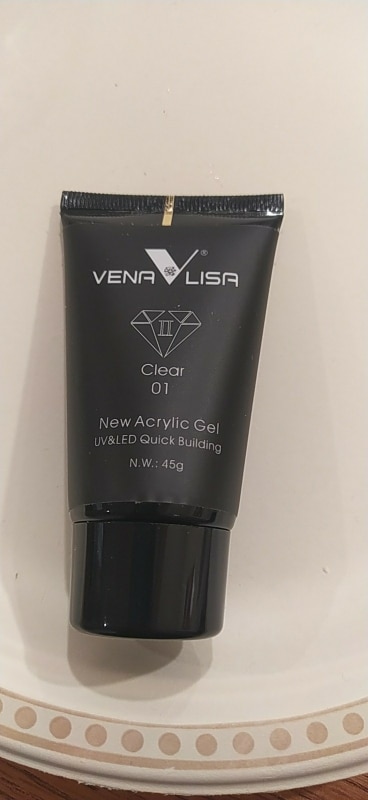 VENA LISA®
II
Clear
01
New Acrylic Gel
UV&LED Quick Building
N.W.: 45g